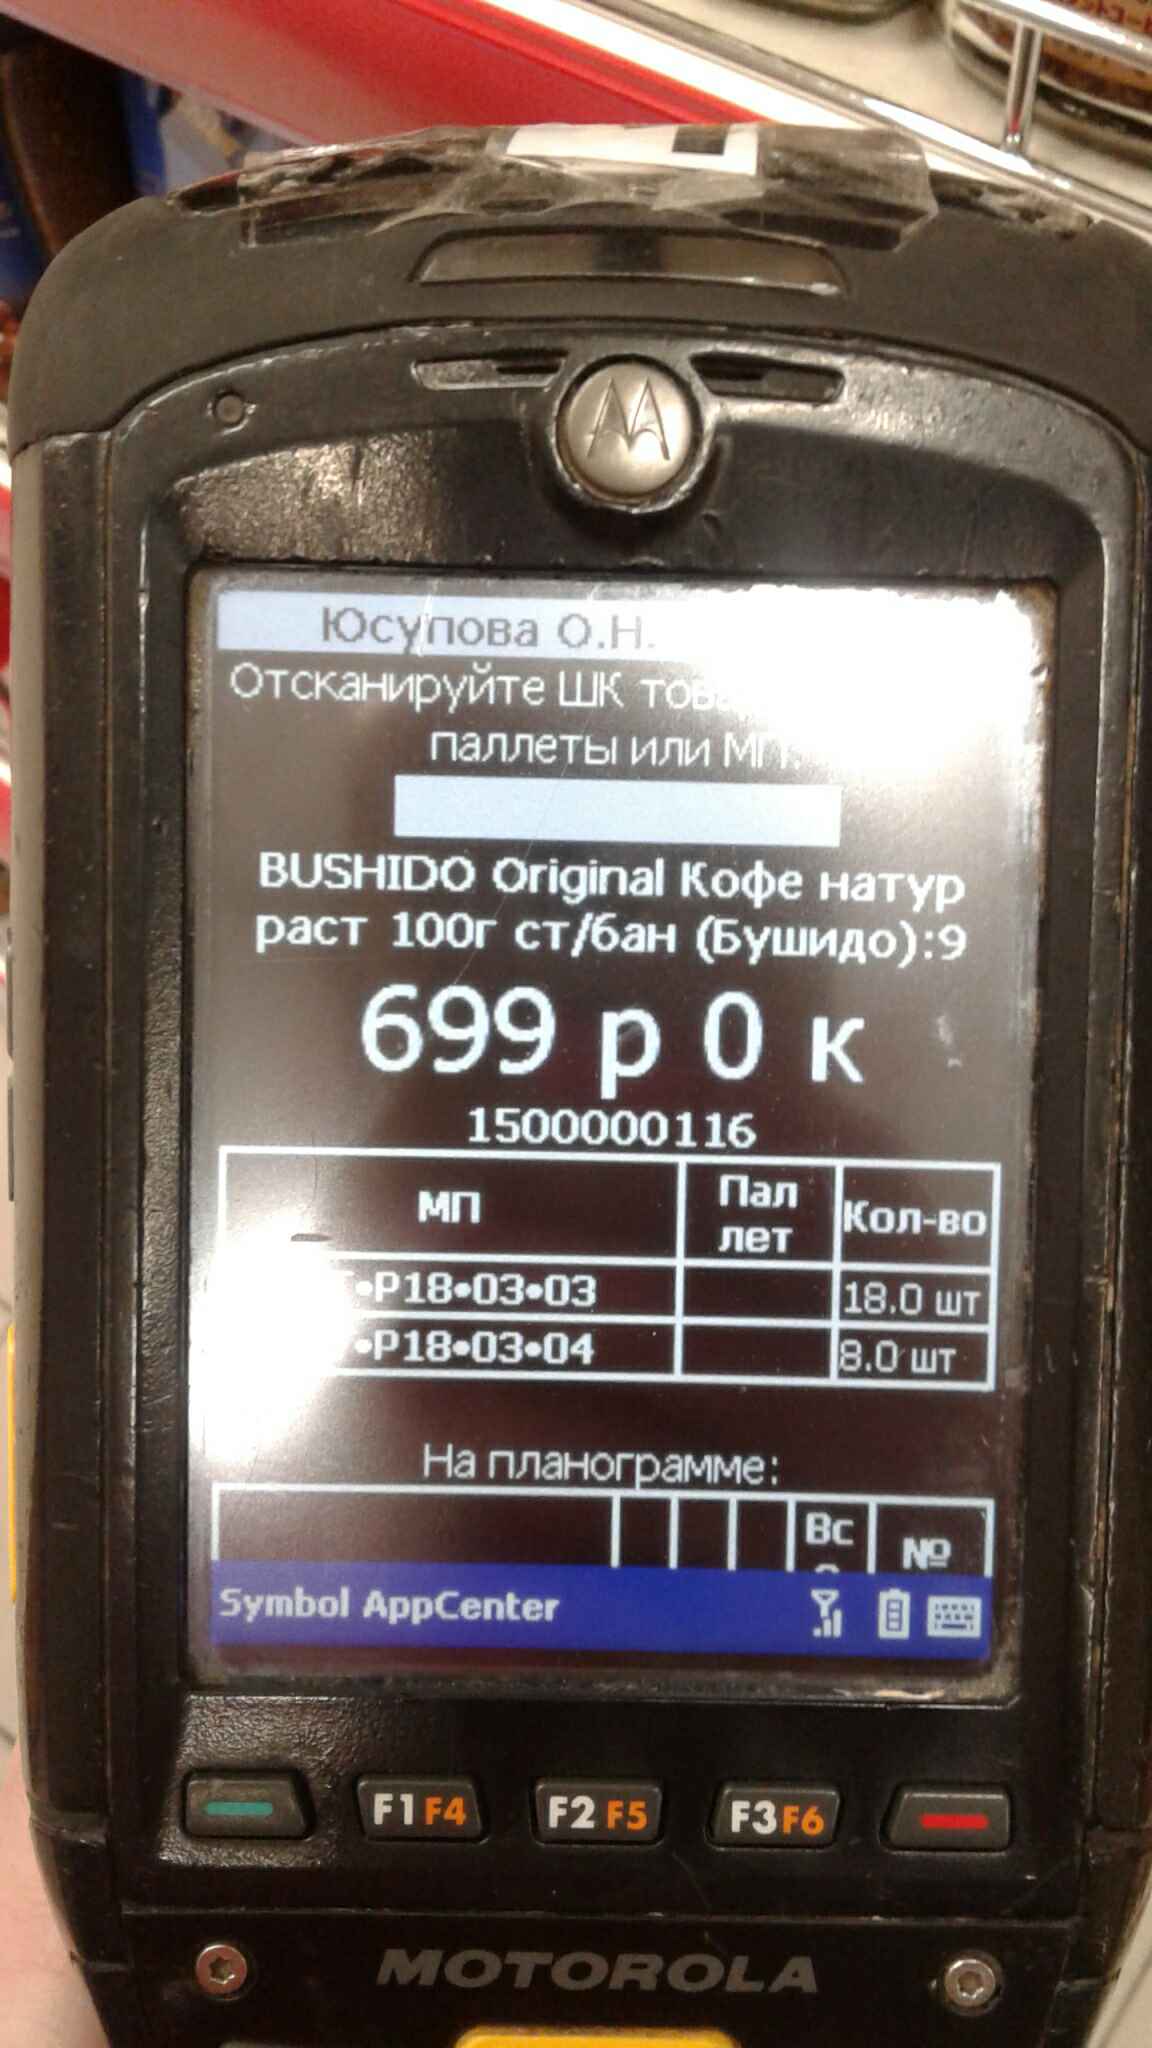 Юсупова О.Н.
Отсканируйте ШК
паллеты или МП:
BUSHIDO Original Кофе натур
раст 100г ст/бан (Бушидо):9
699 р 0 к
1500000116
МП
Пал
лет
Кол-во
•P18•03•03
18.0 шт
•P18•03•04
8.0 шт
На планограмме:
Вс
№
Symbol AppCenter
F1 F4
F2 F5
F3 F6
MOTOROLA